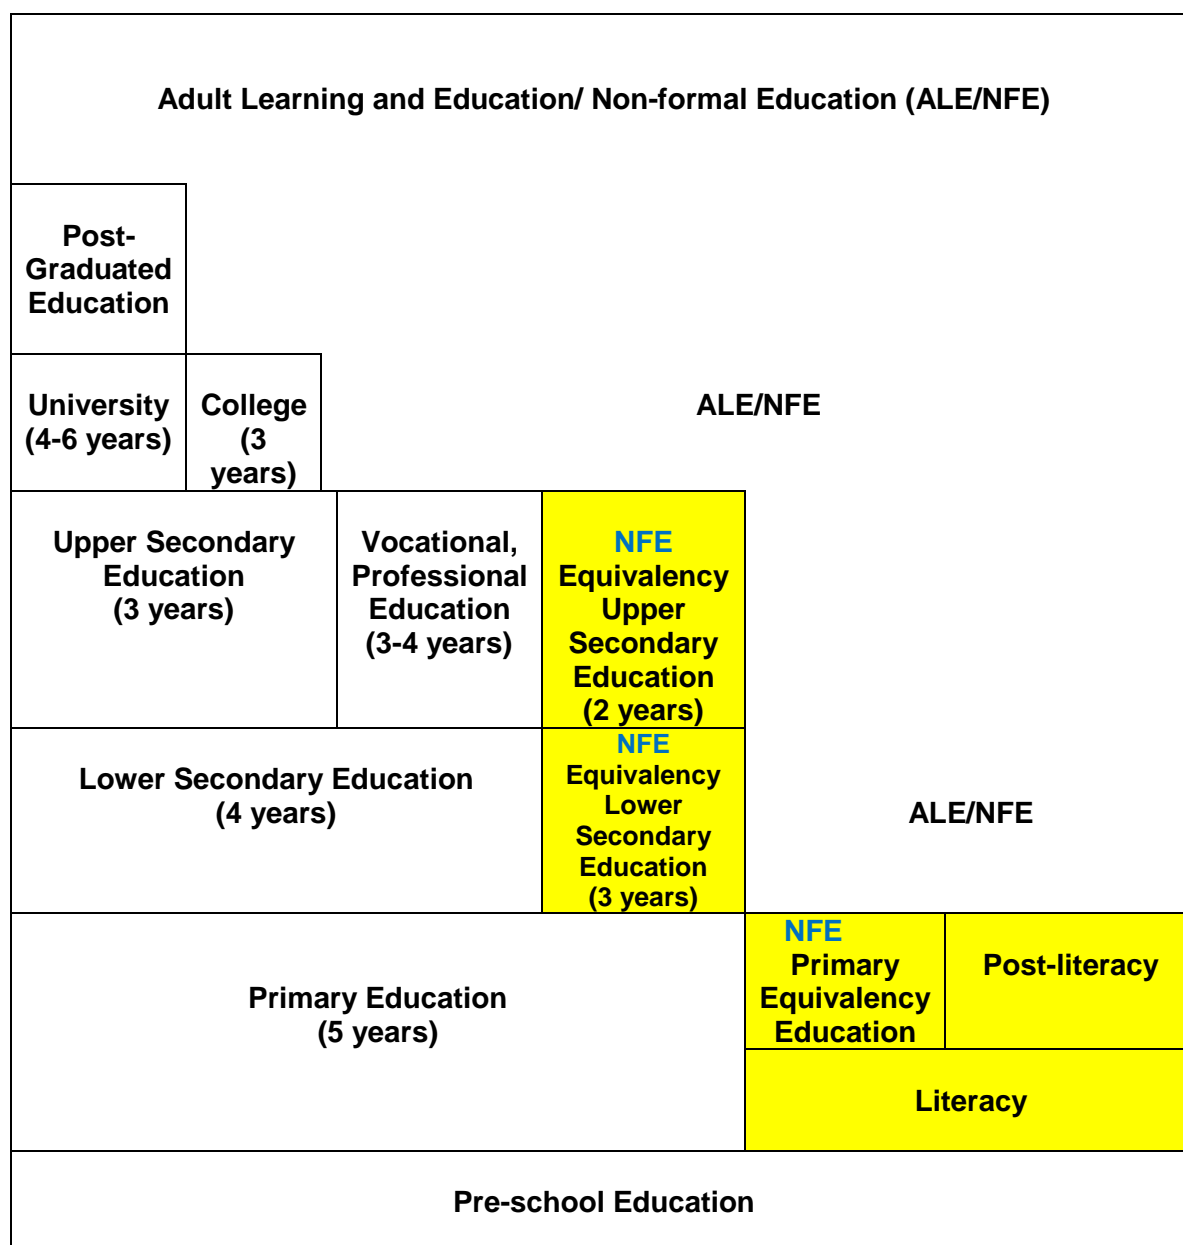 Adult Learning and Education/ Non-formal Education (ALE/NFE)
Post-
Graduated
Education
University
(4-6 years)
College
(3
years)
ALE/NFE
Upper Secondary
Education
(3 years)
Vocational,
Professional
Education
(3-4 years)
NFE
Equivalency
Upper
Secondary
Education
(2 years)
Lower Secondary Education
(4 years)
NFE
Equivalency
Lower
Secondary
Education
(3 years)
ALE/NFE
Primary Education
(5 years)
NFE
Primary
Equivalency
Education
Post-literacy
Literacy
Pre-school Education